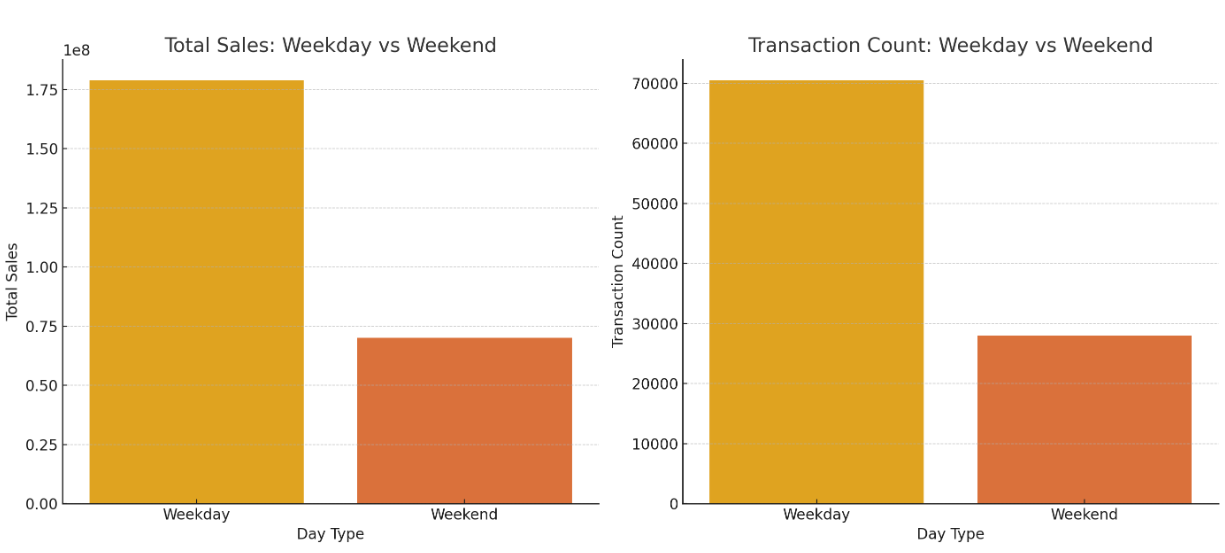 Total Sales: Weekday vs Weekend
1e8
1.75
1.50
1.25
1.00
0.75
0.50
0.25
0.00
Total Sales
Weekday
Weekend
Day Type
Transaction Count: Weekday vs Weekend
70000
60000
50000
40000
30000
20000
10000
0
Transaction Count
Weekday
Weekend
Day Type